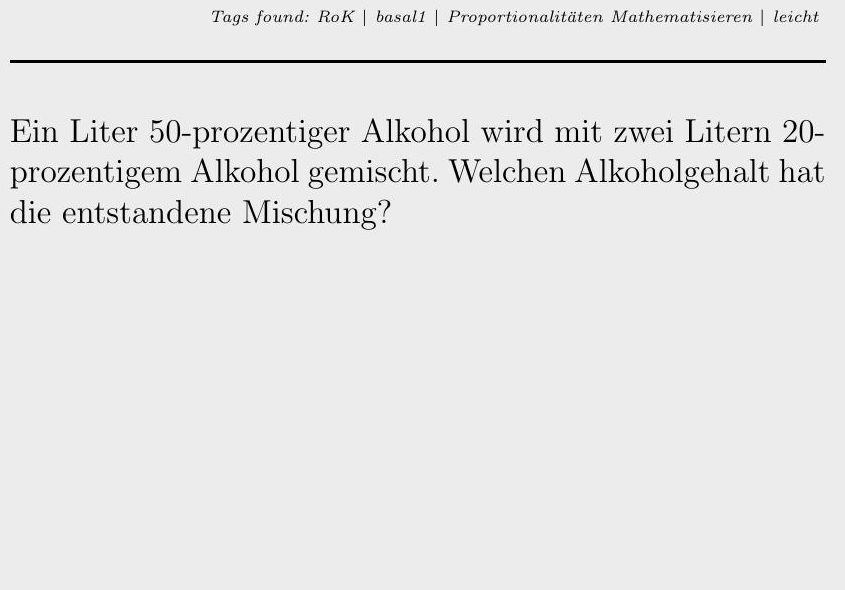 Tags found: RoK | basal1 | Proportionalitäten Mathematisieren | leicht
Ein Liter 50-prozentiger Alkohol wird mit zwei Litern 20-
prozentigem Alkohol gemischt. Welchen Alkoholgehalt hat
die entstandene Mischung?